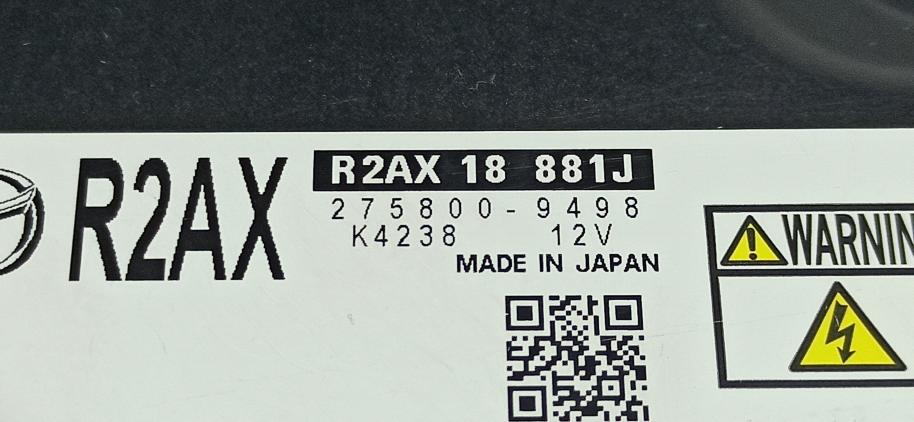 R2AX
R2AX 18 881J
275800-9498
K4238 12V
MADE IN JAPAN
WARNIN